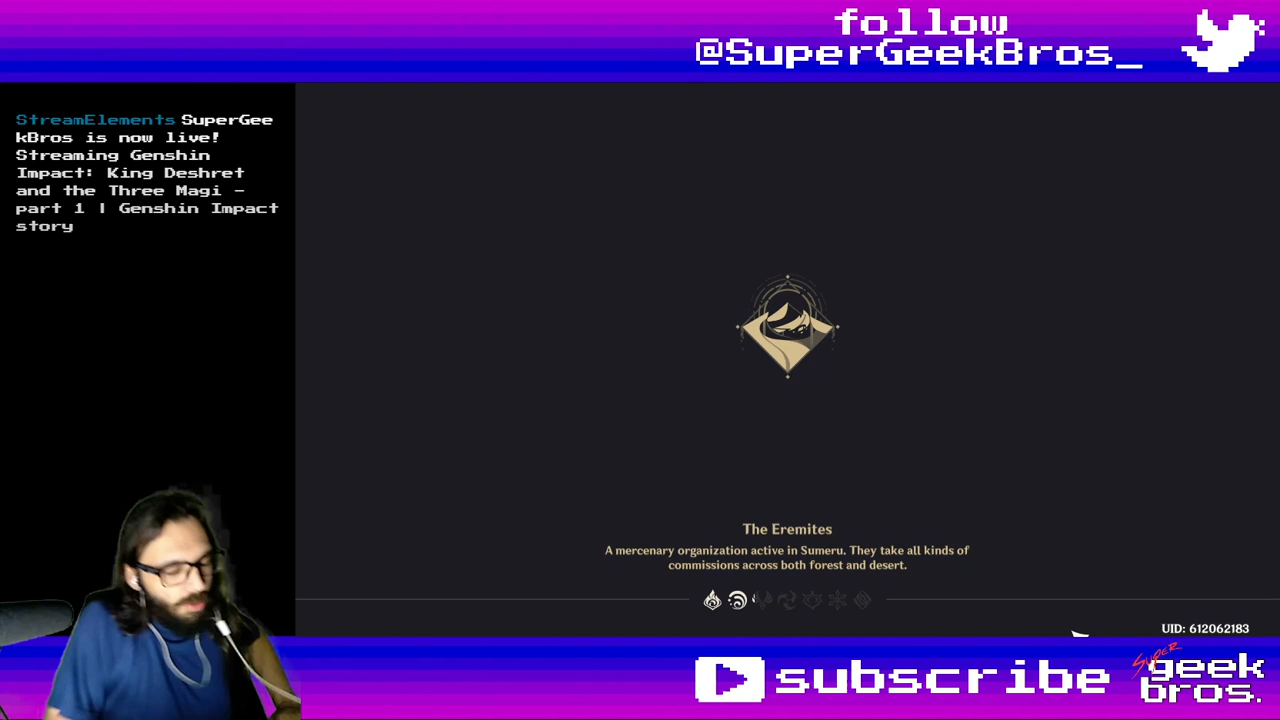 follow
@SuperGeekBros_
StreamElements SuperGee
kBros is now live!
Streaming Genshin
Impact: King Deshret
and the Three Magi -
part 1 | Genshin Impact
story
The Eremites
A mercenary organization active in Sumeru. They take all kinds of
commissions across both forest and desert.
UID: 612062183
subscribe
SUPER
geek
bros.